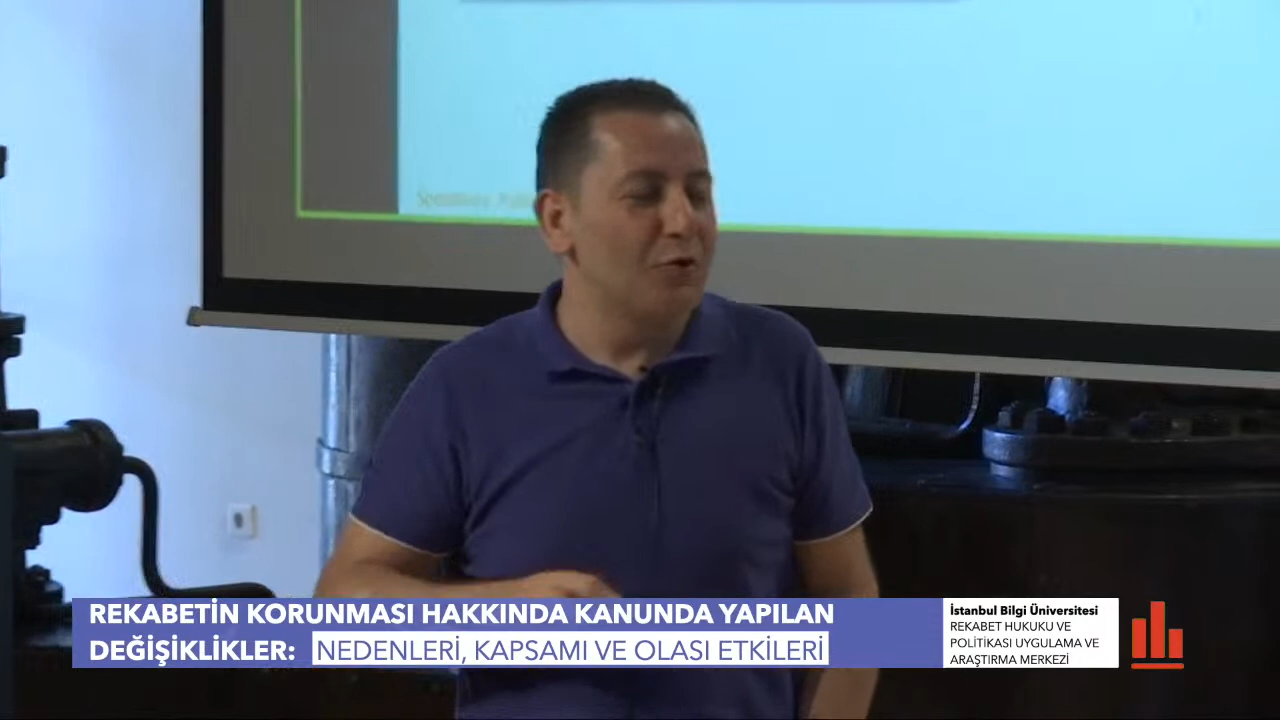 REKABETİN KORUNMASI HAKKINDA KANUNDA YAPILAN
DEĞİŞİKLİKLER: NEDENLERİ, KAPSAMI VE OLASI ETKİLERİ
İstanbul Bilgi Üniversitesi
REKABET HUKUKU VE
POLİTİKASI UYGULAMA VE
ARAŞTIRMA MERKEZİ